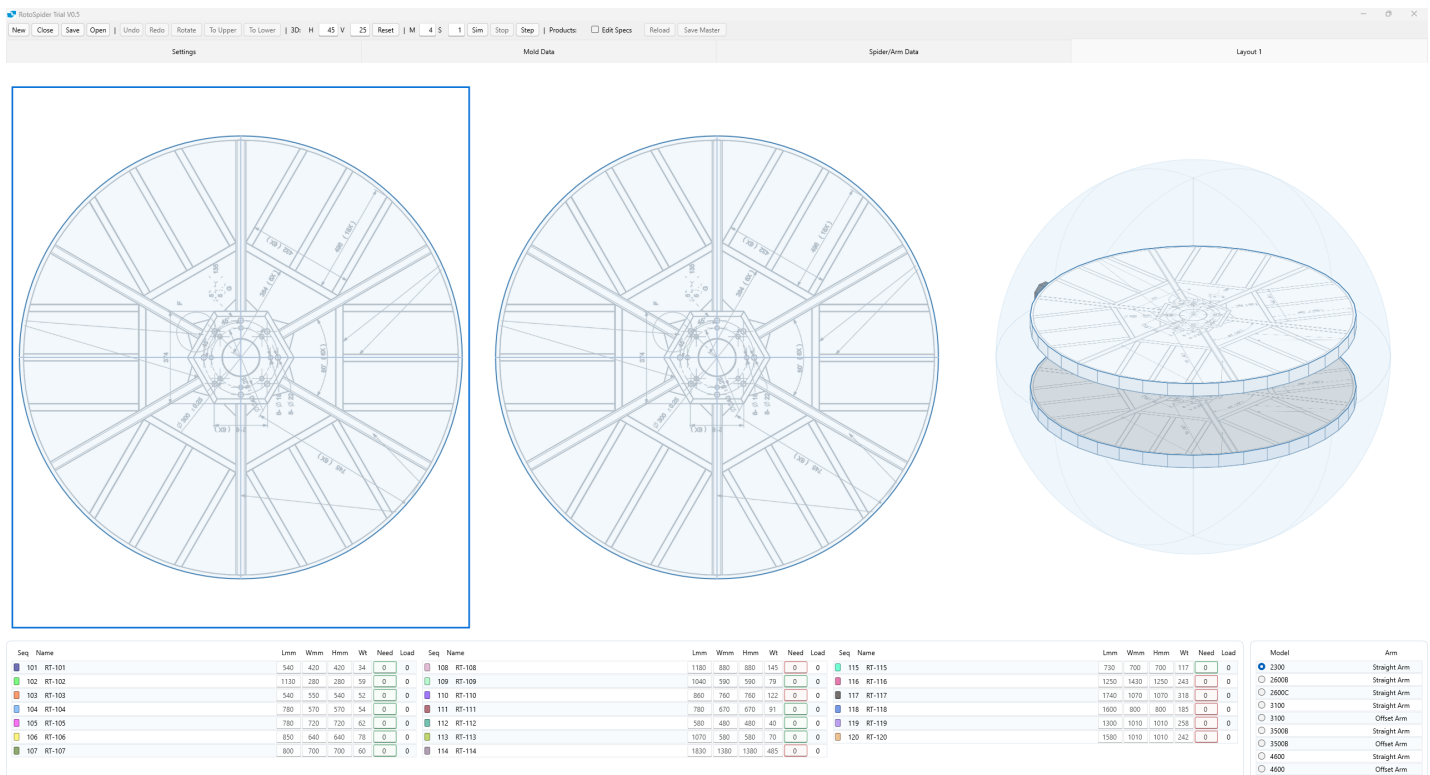 RotoSpider Trial V0.5
New Close Save Open | Undo Redo Rotate To Upper To Lower | 3D: H 45 V 25 Reset | M 4 S 1 Sim Stop Step | Products: Edit Specs Reload Save Master
Settings Mold Data Spider/Arm Data Layout 1
Seq Name Lmm Wmm Hmm Wt Need Load Seq Name Lmm Wmm Hmm Wt Need Load Seq Name Lmm Wmm Hmm Wt Need Load Model Arm
101 RT-101 540 420 420 34 0 0 108 RT-108 1180 880 880 145 0 0 115 RT-115 730 700 700 117 0 0 2300 Straight Arm
102 RT-102 1130 280 280 59 0 0 109 RT-109 1040 590 590 79 0 0 116 RT-116 1250 1430 1250 243 0 0 2600B Straight Arm
103 RT-103 540 550 540 52 0 0 110 RT-110 860 760 760 122 0 0 117 RT-117 1740 1070 1070 318 0 0 2600C Straight Arm
104 RT-104 780 570 570 54 0 0 111 RT-111 780 670 670 91 0 0 118 RT-118 1600 800 800 185 0 0 3100 Straight Arm
105 RT-105 780 720 720 62 0 0 112 RT-112 580 480 480 40 0 0 119 RT-119 1300 1010 1010 258 0 0 3100 Offset Arm
106 RT-106 850 640 640 78 0 0 113 RT-113 1070 580 580 70 0 0 120 RT-120 1580 1010 1010 242 0 0 3500B Straight Arm
107 RT-107 800 700 700 60 0 0 114 RT-114 1830 1380 1380 485 0 0 3500B Offset Arm
4600 Straight Arm
4600 Offset Arm